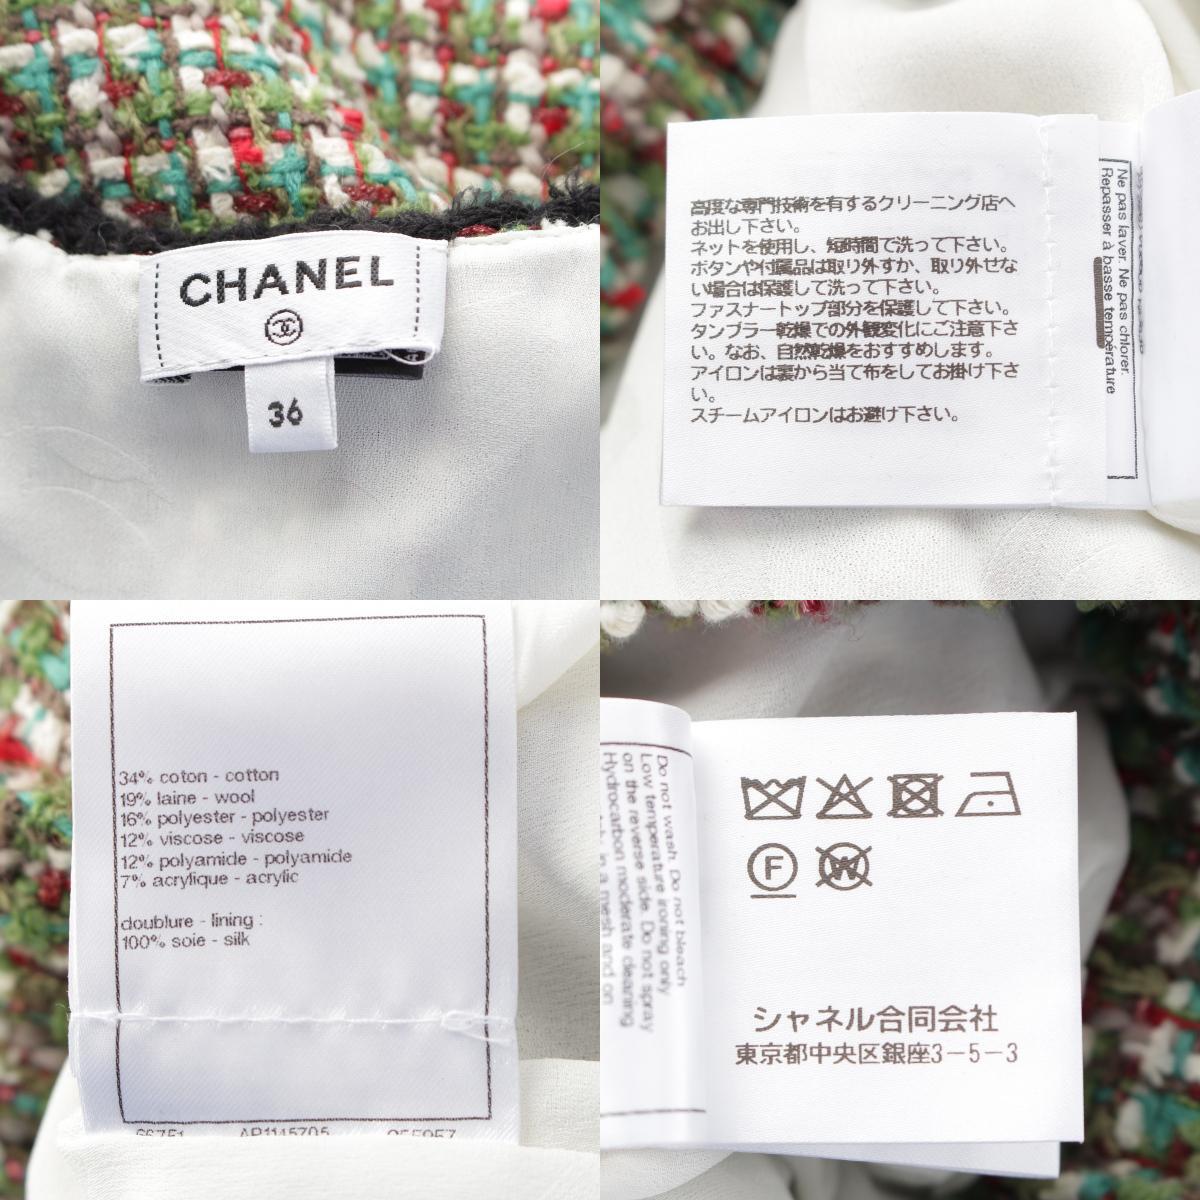 CHANEL
36
高度な専門技術を有するクリーニング店へ
お出し下さい。
ネットを使用し、短時間で洗って下さい。
ボタンや付属品は取り外すか、取り外せな
い場合は保護して洗って下さい。
ファスナートップ部分を保護して下さい。
タンブラー乾燥での外観変化にご注意下さ
い。なお、自然乾燥をおすすめします。
アイロンは裏から当て布をしてお掛け下さ
い。
スチームアイロンはお避け下さい。
Ne pas laver. Ne pas chlorer.
Repasser à basse température
34% coton - cotton
19% laine - wool
16% polyester - polyester
12% viscose - viscose
12% polyamide - polyamide
7% acrylique - acrylic
doublure - lining :
100% soie - silk
Do not wash. Do not bleach
Low temperature ironing only
on the reverse side. Do not spray
Hydrocarbon moderate cleaning
in a mesh and on
F
W
シャネル合同会社
東京都中央区銀座3－5－3